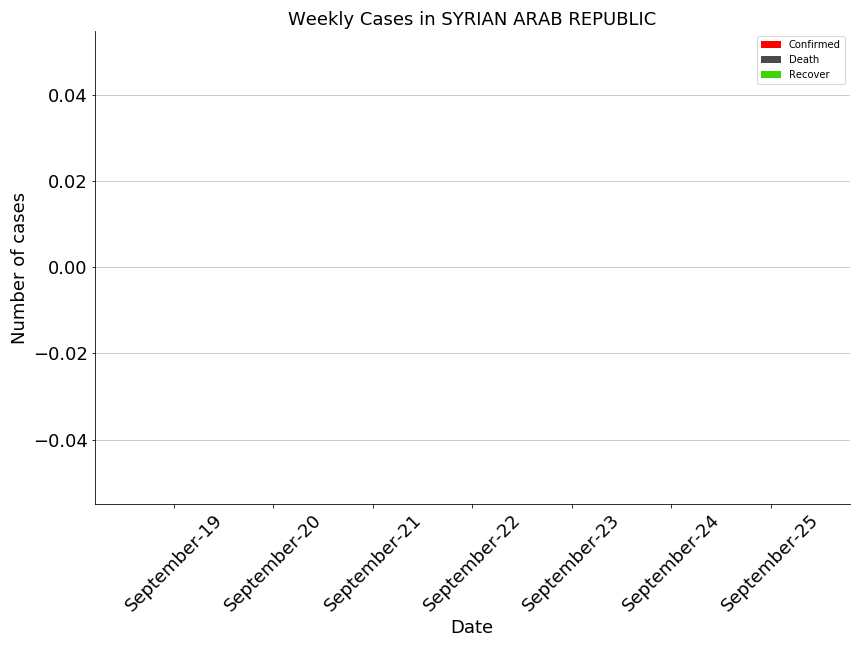 Weekly Cases in SYRIAN ARAB REPUBLIC
Confirmed
Death
Recover
Number of cases
0.04
0.02
0.00
−0.02
−0.04
September-19
September-20
September-21
September-22
September-23
September-24
September-25
Date